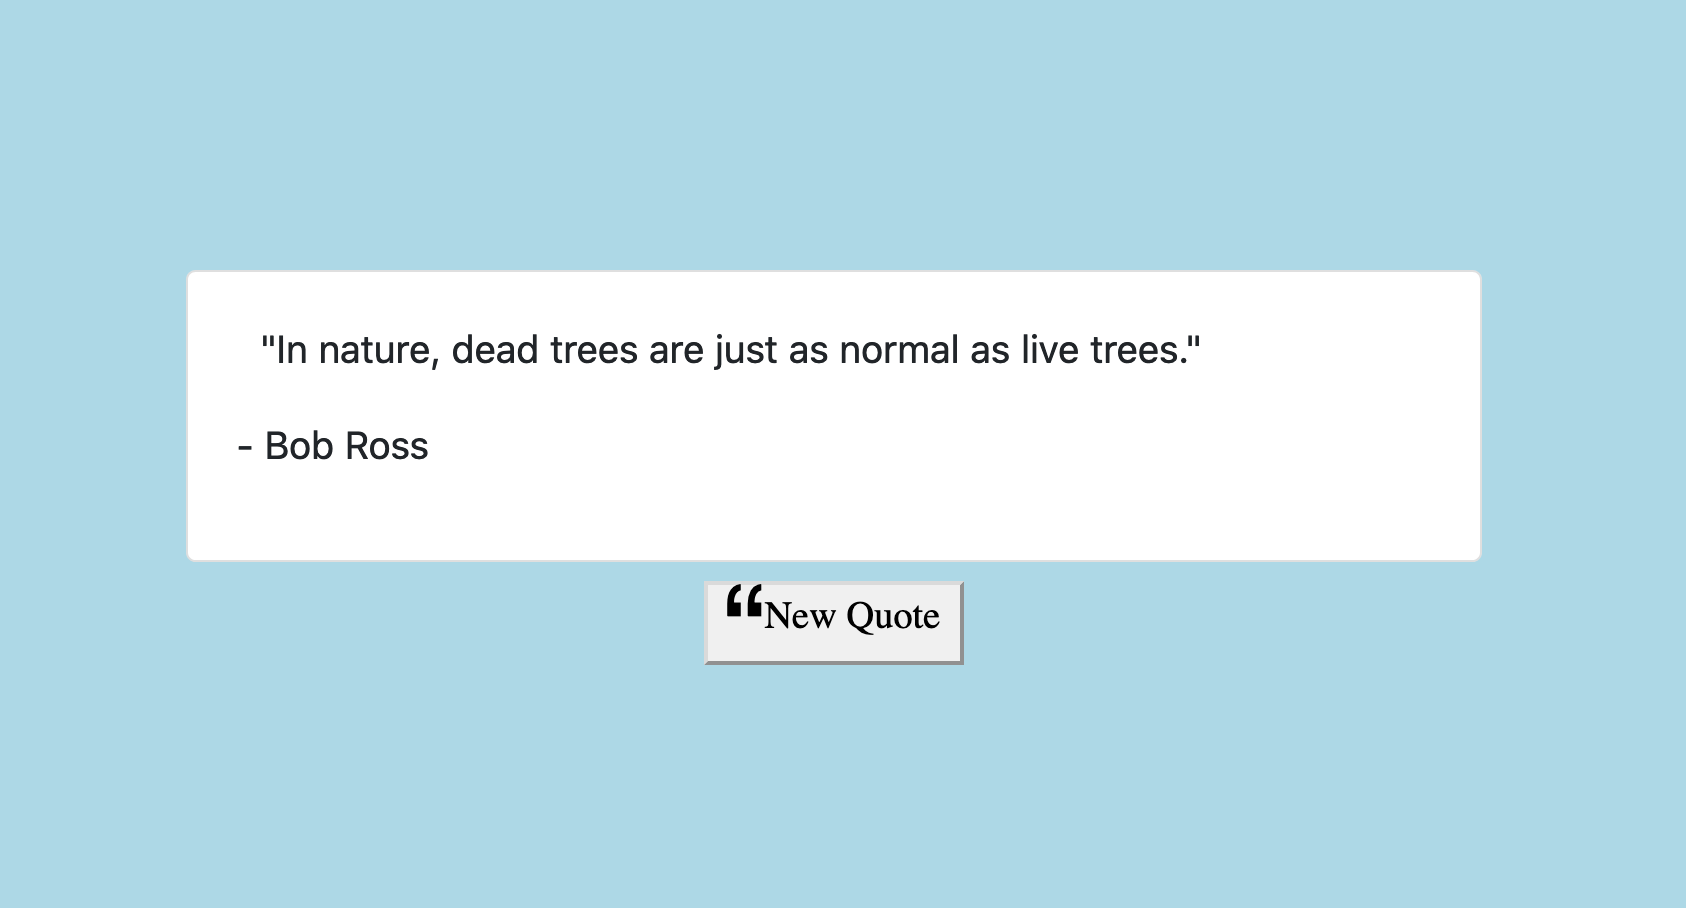 "In nature, dead trees are just as normal as live trees."
- Bob Ross
“New Quote